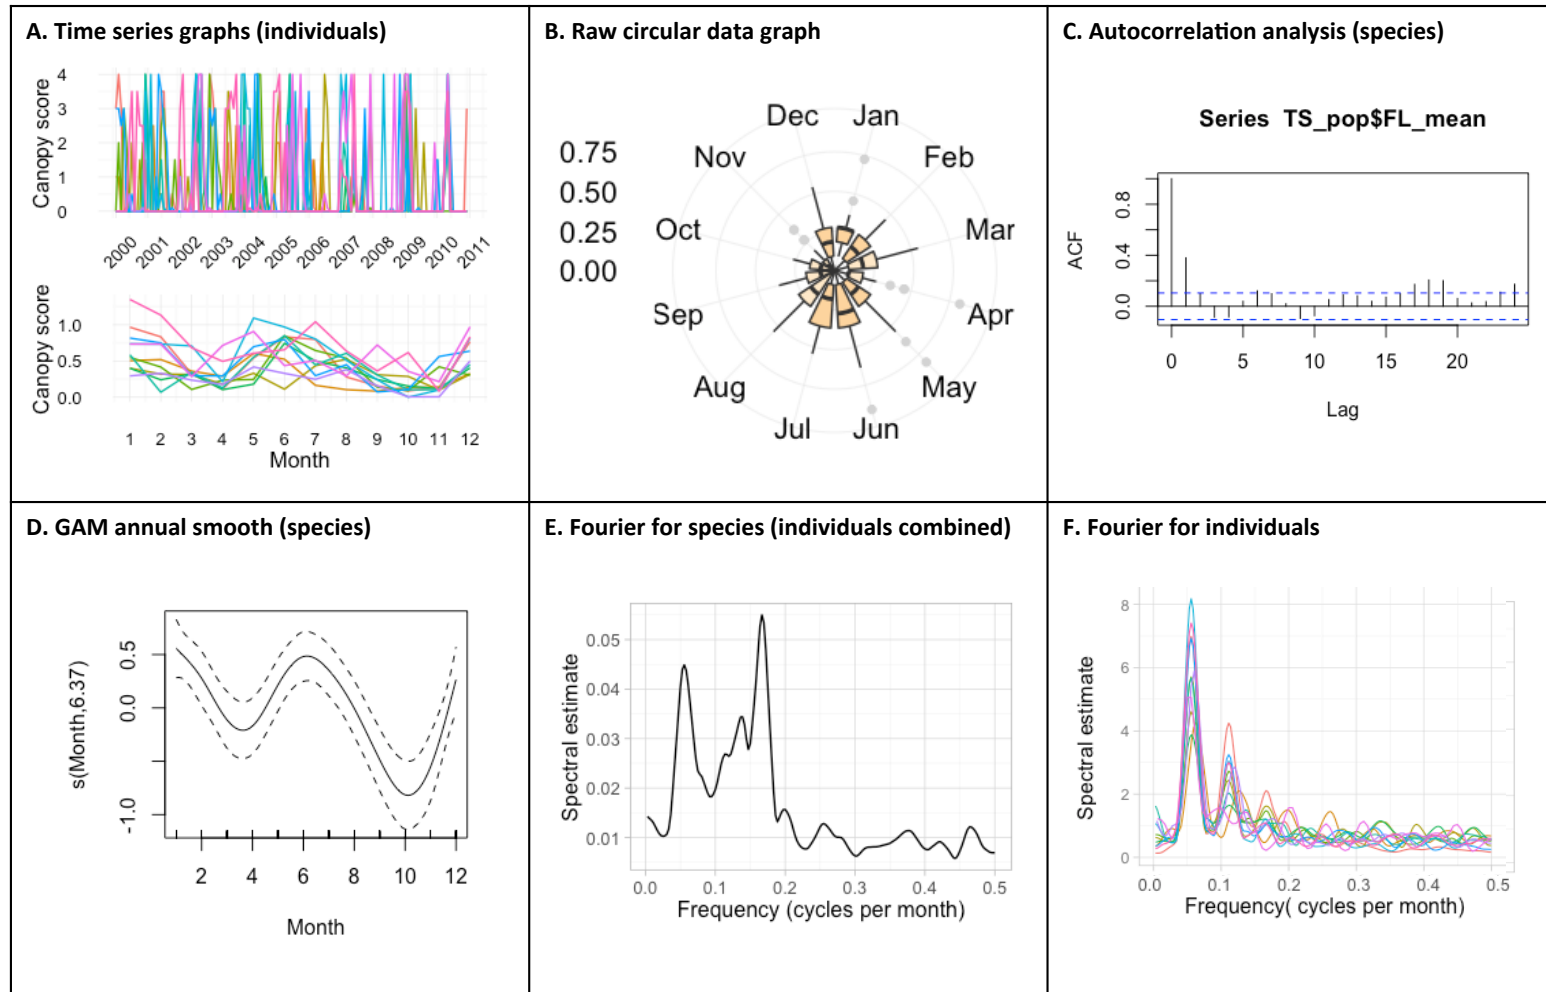 A. Time series graphs (individuals)
Canopy score
4
3
2
1
0
2000 2001 2002 2003 2004 2005 2006 2007 2008 2009 2010 2011
Canopy score
1.0
0.5
0.0
1 2 3 4 5 6 7 8 9 10 11 12
Month
B. Raw circular data graph
0.75
0.50
0.25
0.00
Dec Jan
Nov Feb
Oct Mar
Sep Apr
Aug May
Jul Jun
C. Autocorrelation analysis (species)
Series TS_pop$FL_mean
ACF
0.8
0.4
0.0
0 5 10 15 20
Lag
D. GAM annual smooth (species)
s(Month,6.37)
0.5
0.0
-1.0
2 4 6 8 10 12
Month
E. Fourier for species (individuals combined)
Spectral estimate
0.05
0.04
0.03
0.02
0.01
0.0 0.1 0.2 0.3 0.4 0.5
Frequency (cycles per month)
F. Fourier for individuals
Spectral estimate
8
6
4
2
0
0.0 0.1 0.2 0.3 0.4 0.5
Frequency( cycles per month)